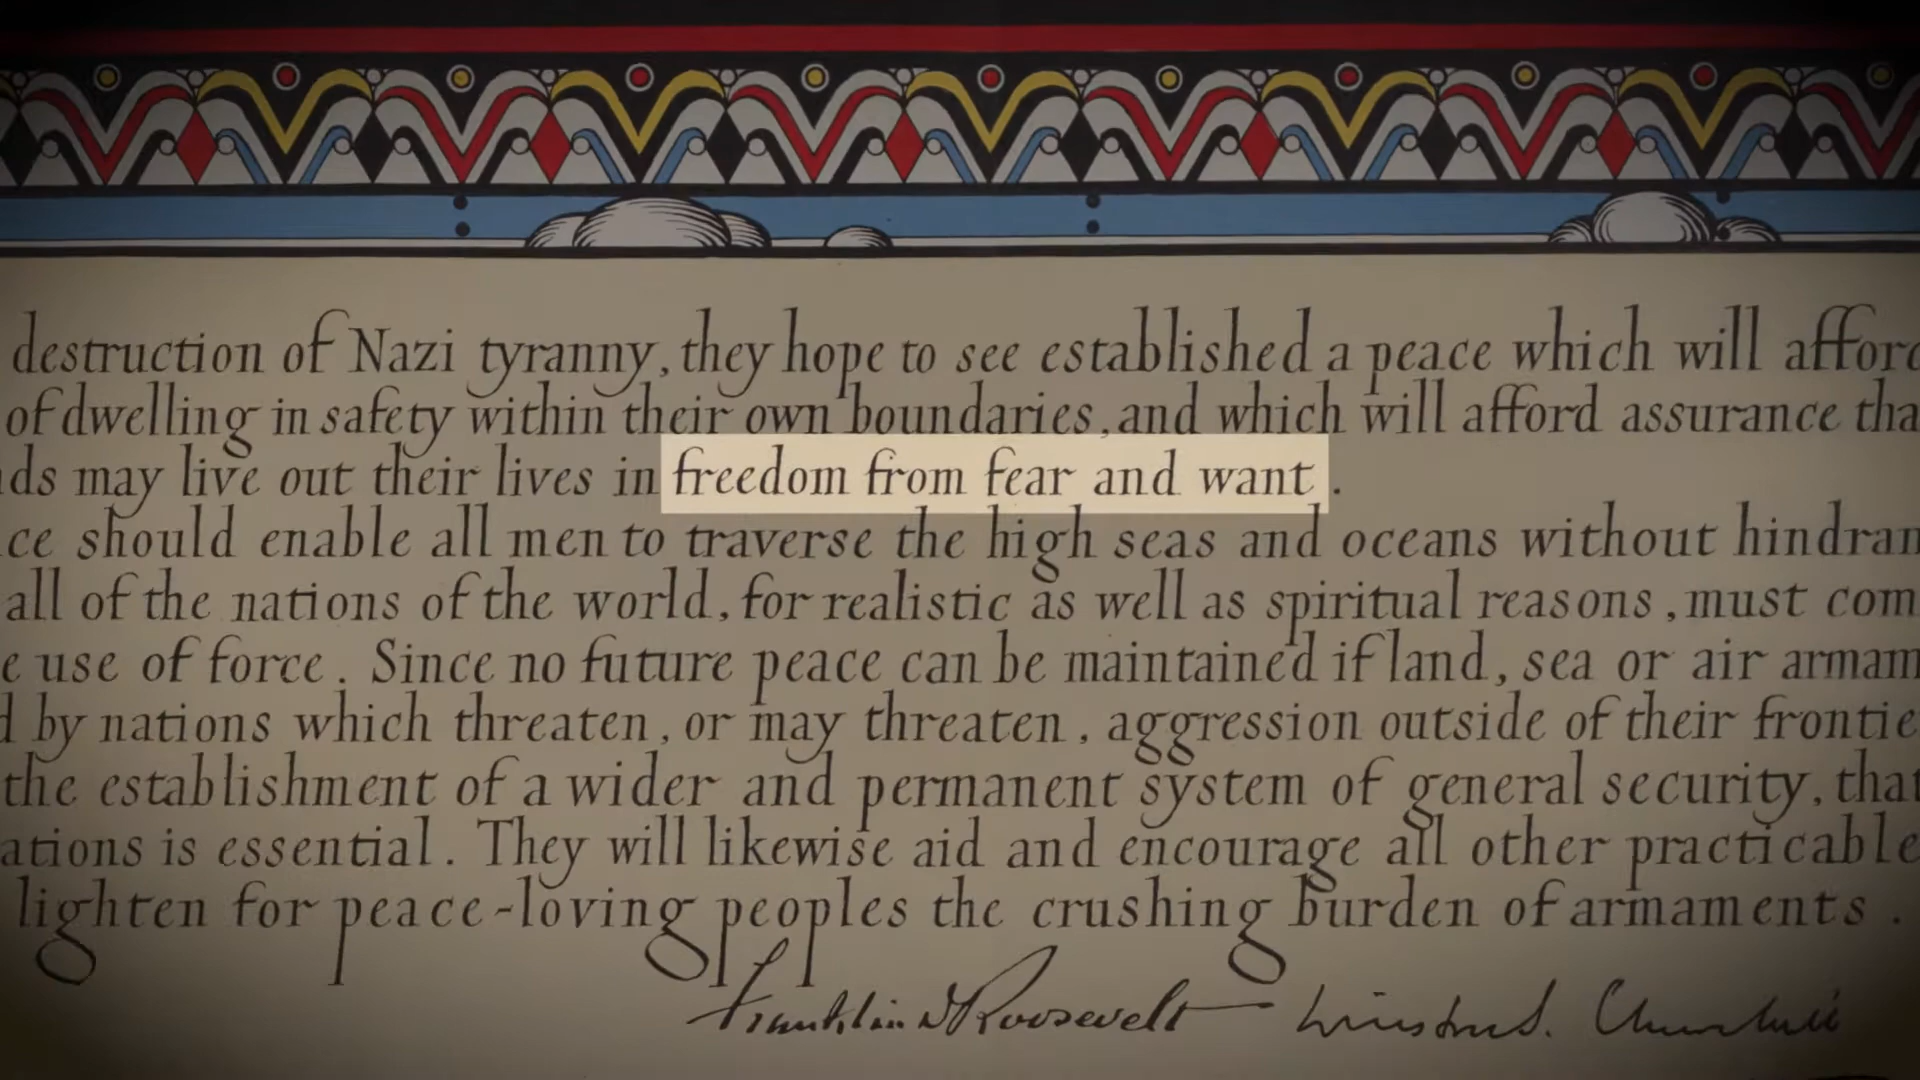 destruction of Nazi tyranny, they hope to see established a peace which will afford
of dwelling in safety within their own boundaries, and which will afford assurance tha
nds may live out their lives in freedom from fear and want.
ce should enable all men to traverse the high seas and oceans without hindran
all of the nations of the world, for realistic as well as spiritual reasons, must com
e use of force. Since no future peace can be maintained if land, sea or air armam
d by nations which threaten, or may threaten, aggression outside of their frontie
the establishment of a wider and permanent system of general security, that
ations is essential. They will likewise aid and encourage all other practicable
lighten for peace-loving peoples the crushing burden of armaments.
Franklin D Roosevelt Winston S. Churchill